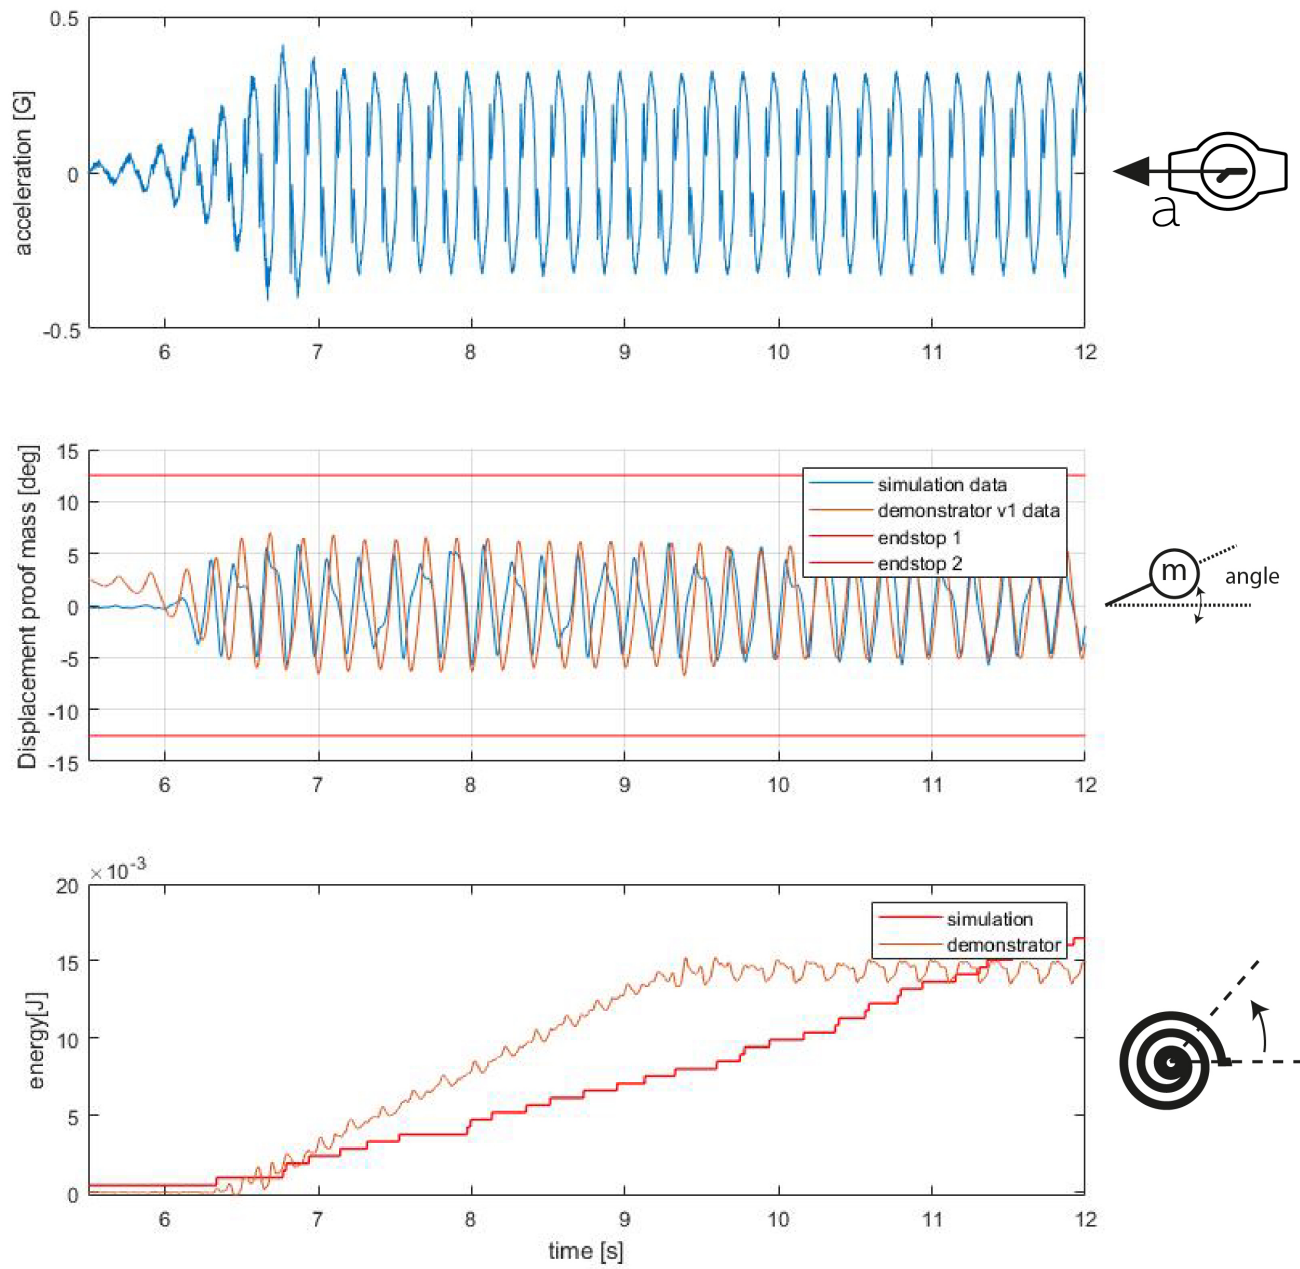 0.5
0
-0.5
acceleration [G]
6 7 8 9 10 11 12
a
15
10
5
0
-5
-10
-15
Displacement proof mass [deg]
simulation data
demonstrator v1 data
endstop 1
endstop 2
6 7 8 9 10 11 12
m
angle
×10⁻³
20
15
10
5
0
energy[J]
simulation
demonstrator
6 7 8 9 10 11 12
time [s]